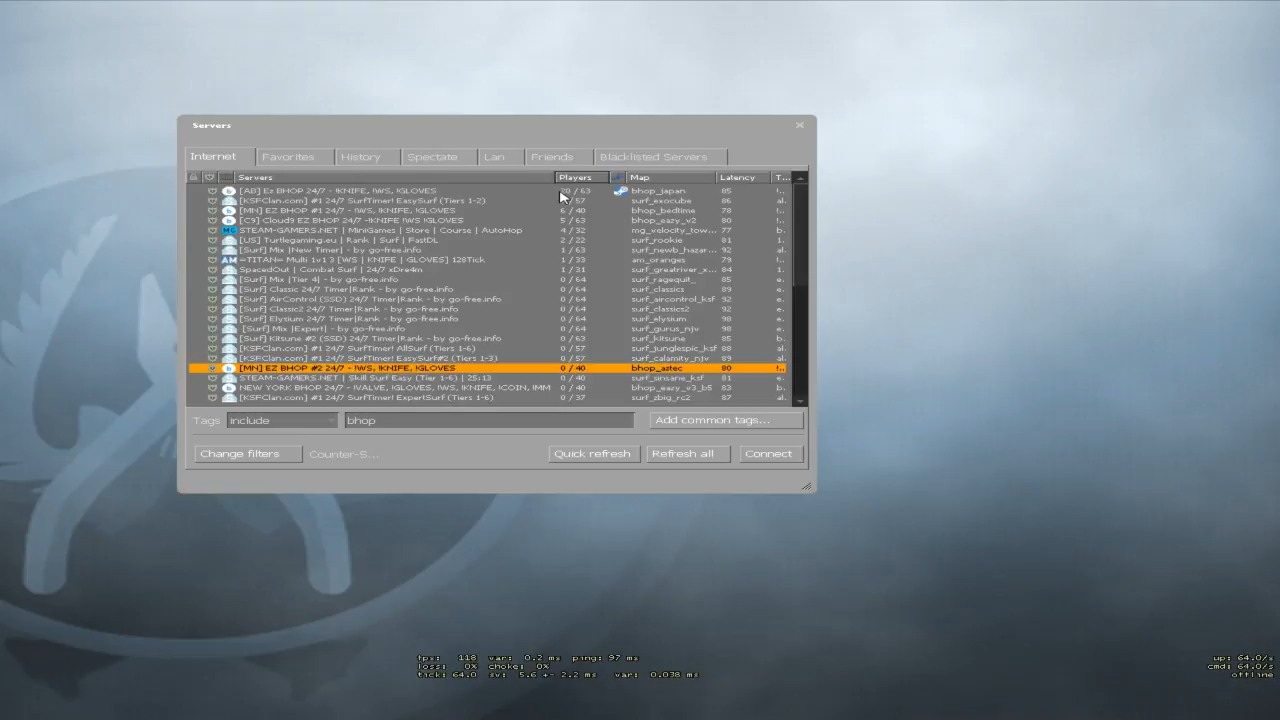 Servers
Internet Favorites History Spectate Lan Friends Blacklisted Servers
Servers Players Map Latency T...
[AB] Ez BHOP 24/7 - !KNIFE, !WS, !GLOVES 20 / 63 bhop_japan 85 !..
[KSFClan.com] #1 24/7 SurfTimer! EasySurf (Tiers 1-2) / 57 surf_exocube 86 al.
[MN] EZ BHOP #1 24/7 - !WS, !KNIFE, !GLOVES 6 / 40 bhop_bedtime 78 !..
[C9] Cloud9 EZ BHOP 24/7 -!KNIFE !WS !GLOVES 5 / 63 bhop_eazy_v2 80 !..
STEAM-GAMERS.NET | MiniGames | Store | Course | AutoHop 4 / 32 mg_velocity_tow... 77 b.
[US] Turtlegaming.eu | Rank | Surf | FastDL 2 / 22 surf_rookie 81 1.
[Surf] Mix |New Timer| - by go-free.info 1 / 63 surf_newb_hazar... 92 al.
=TITAN= Multi 1v1 3 [WS | KNIFE | GLOVES] 128Tick 1 / 33 am_oranges 79 !..
SpacedOut | Combat Surf | 24/7 xDre4m 1 / 31 surf_greatriver_x... 84 1.
[Surf] Mix |Tier 4| - by go-free.info 0 / 64 surf_ragequit_ 85 e.
[Surf] Classic 24/7 Timer|Rank - by go-free.info 0 / 64 surf_classics 89 e.
[Surf] AirControl (SSD) 24/7 Timer|Rank - by go-free.info 0 / 64 surf_aircontrol_ksf 92 e.
[Surf] Classic2 24/7 Timer|Rank - by go-free.info 0 / 64 surf_classics2 92 e.
[Surf] Elysium 24/7 Timer|Rank - by go-free.info 0 / 64 surf_elysium 98 e.
[Surf] Mix |Expert| - by go-free.info 0 / 64 surf_gurus_njv 98 e.
[Surf] Kitsune #2 (SSD) 24/7 Timer|Rank - by go-free.info 0 / 63 surf_kitsune 85 b.
[KSFClan.com] #1 24/7 SurfTimer! AllSurf (Tiers 1-6) 0 / 57 surf_junglespic_ksf 88 al.
[KSFClan.com] #1 24/7 SurfTimer! EasySurf#2 (Tiers 1-3) 0 / 57 surf_calamity_njv 89 al.
[MN] EZ BHOP #2 24/7 - !WS, !KNIFE, !GLOVES 0 / 40 bhop_aztec 80 !..
STEAM-GAMERS.NET | Skill Surf Easy (Tier 1-6) | 25:13 0 / 40 surf_sinsane_ksf 81 e.
NEW YORK BHOP 24/7 - !VALVE, !GLOVES, !WS, !KNIFE, !COIN, !MM 0 / 40 bhop_eazy_v3_b5 83 b.
[KSFClan.com] #1 24/7 SurfTimer! ExpertSurf (Tiers 1-6) 0 / 37 surf_zbig_rc2 87 al.
Tags include bhop Add common tags...
Change filters Counter-S... Quick refresh Refresh all Connect
fps: 118 var: 0.2 ms ping: 97 ms
loss: 0% choke: 0%
tick: 64.0 sv: 5.6 +- 2.2 ms var: 0.038 ms
up: 64.0/s
cmd: 64.0/s
offline